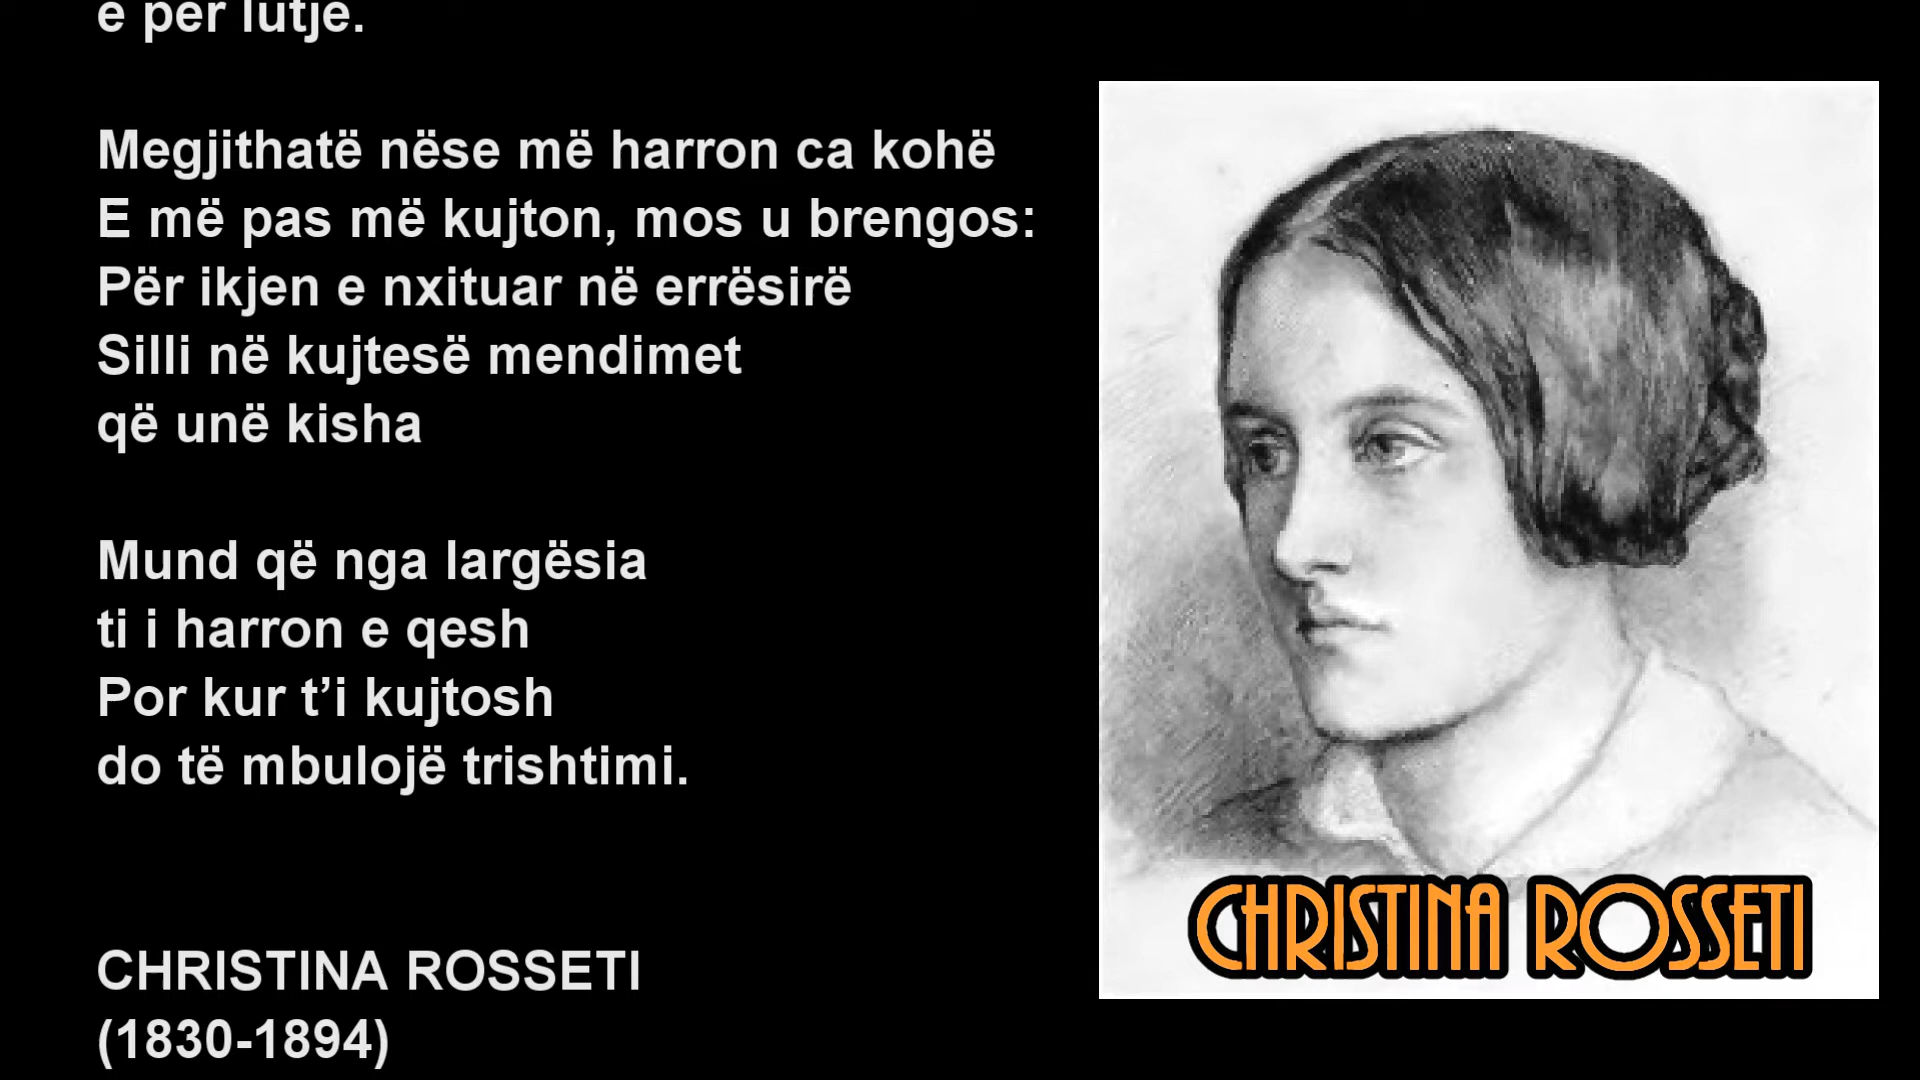 e për lutje.
Megjithatë nëse më harron ca kohë
E më pas më kujton, mos u brengos:
Për ikjen e nxituar në errësirë
Silli në kujtesë mendimet
që unë kisha
Mund që nga largësia
ti i harron e qesh
Por kur t’i kujtosh
do të mbulojë trishtimi.
CHRISTINA ROSSETI
(1830-1894)
CHRISTINA ROSSETI